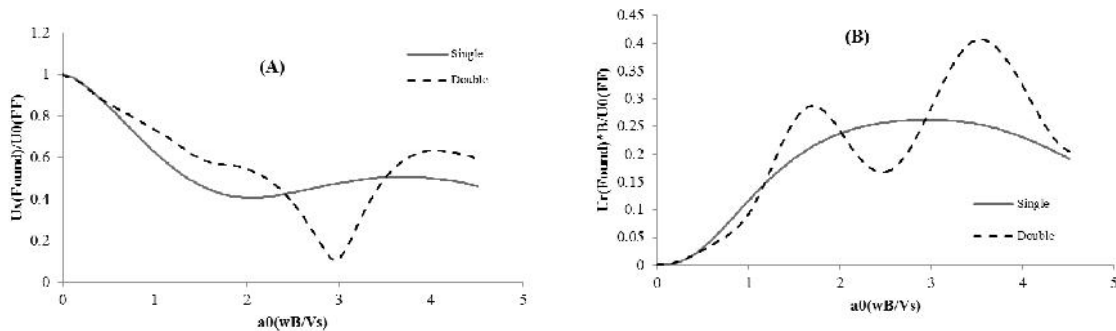 1.2
1
0.8
0.6
0.4
0.2
0
Ux(Found)/U0(FF)
(A)
Single
Double
0 1 2 3 4 5
a0(wB/Vs)
0.45
0.4
0.35
0.3
0.25
0.2
0.15
0.1
0.05
0
Ur(Found)*B/U0(FF)
(B)
Single
Double
0 1 2 3 4 5
a0(wB/Vs)